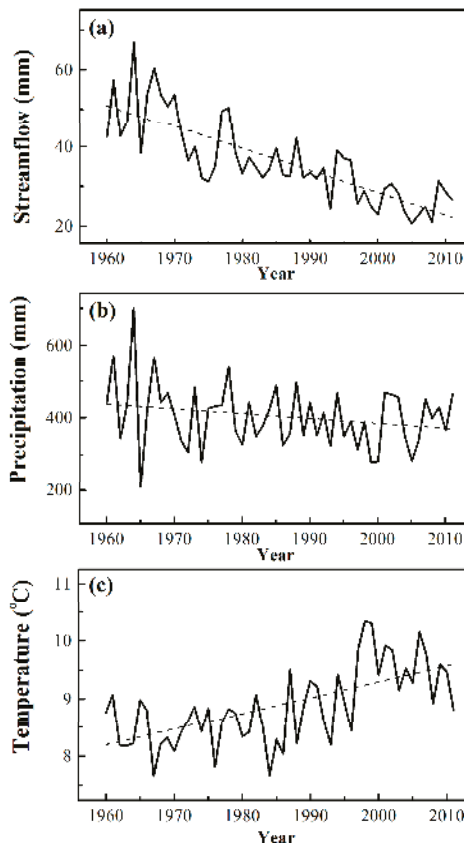 (a)
Streamflow (mm)
60
40
20
1960 1970 1980 1990 2000 2010
Year
(b)
Precipitation (mm)
600
400
200
1960 1970 1980 1990 2000 2010
Year
(c)
Temperature (⁰C)
11
10
9
8
1960 1970 1980 1990 2000 2010
Year